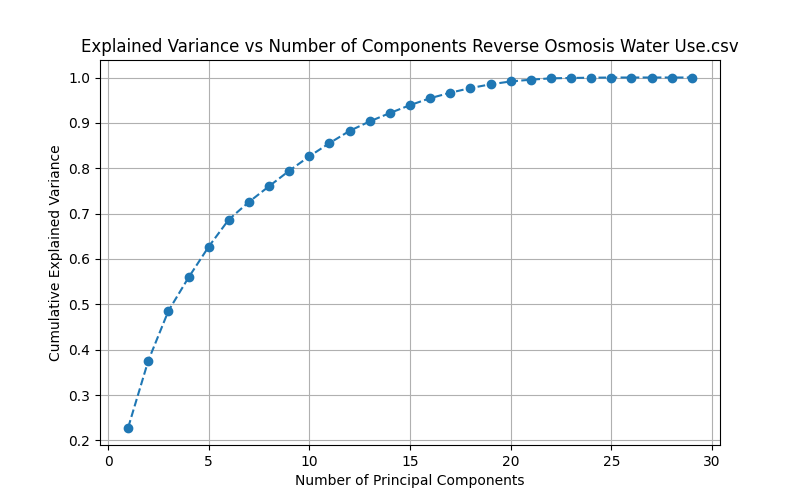 Explained Variance vs Number of Components Reverse Osmosis Water Use.csv
Cumulative Explained Variance
1.0
0.9
0.8
0.7
0.6
0.5
0.4
0.3
0.2
0 5 10 15 20 25 30
Number of Principal Components